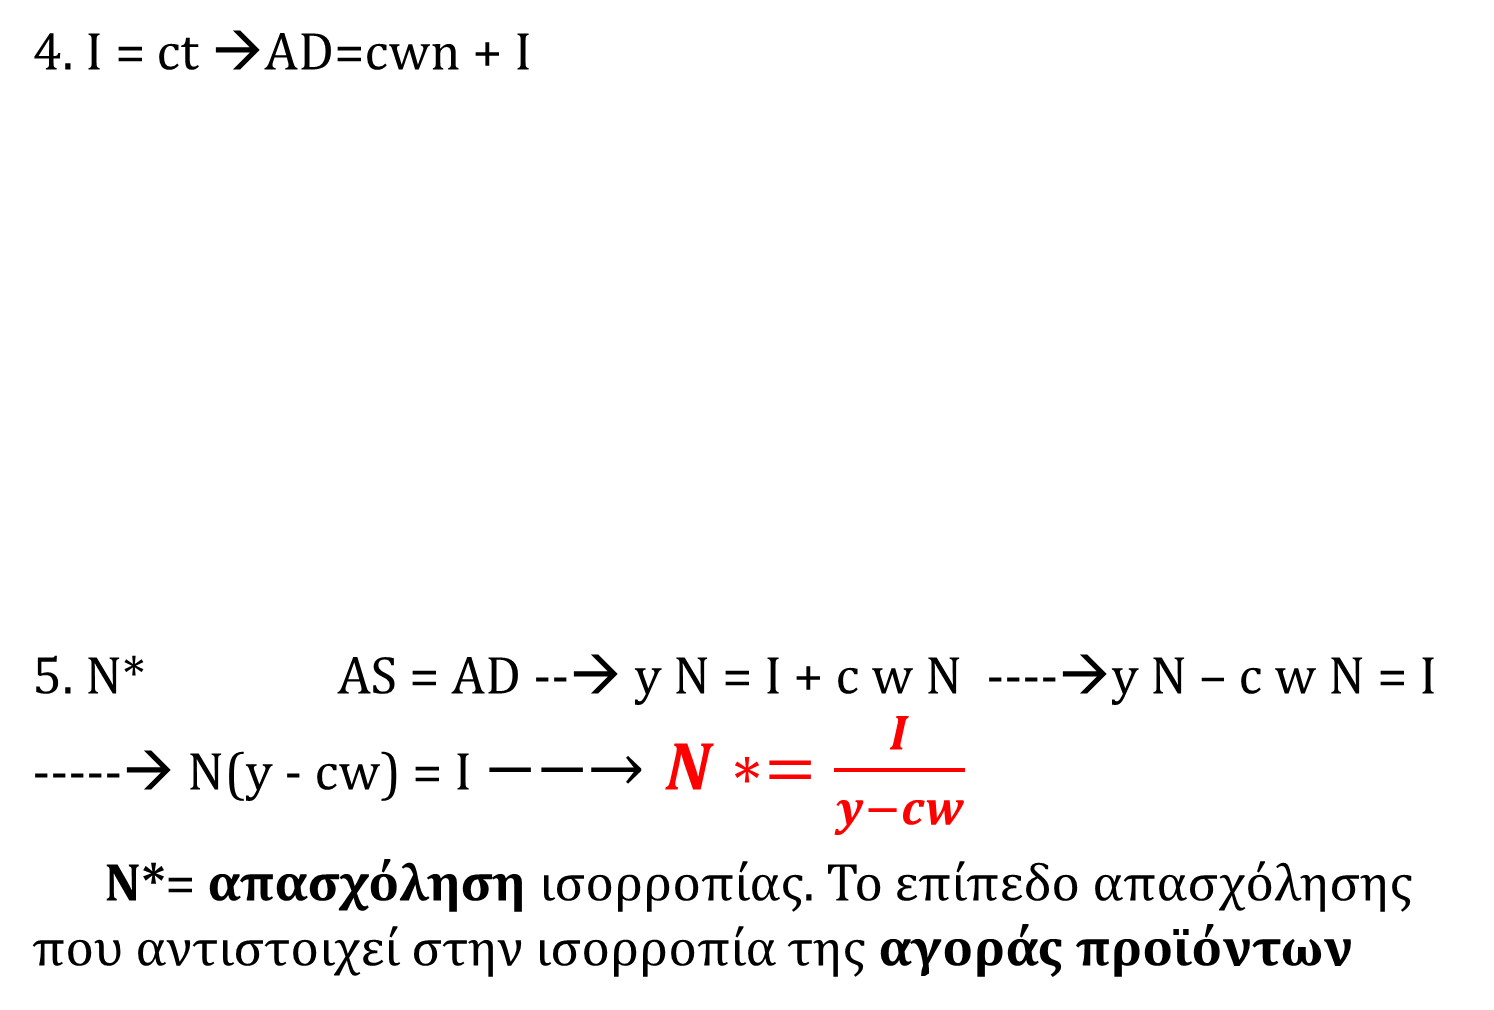 4. I = ct →AD=cwn + I
5. N* AS = AD --→ y N = I + c w N ----→y N – c w N = I
-----→ N(y - cw) = I −−→ N ∗= I / y−cw
N*= απασχόληση ισορροπίας. Το επίπεδο απασχόλησης
που αντιστοιχεί στην ισορροπία της αγοράς προϊόντων